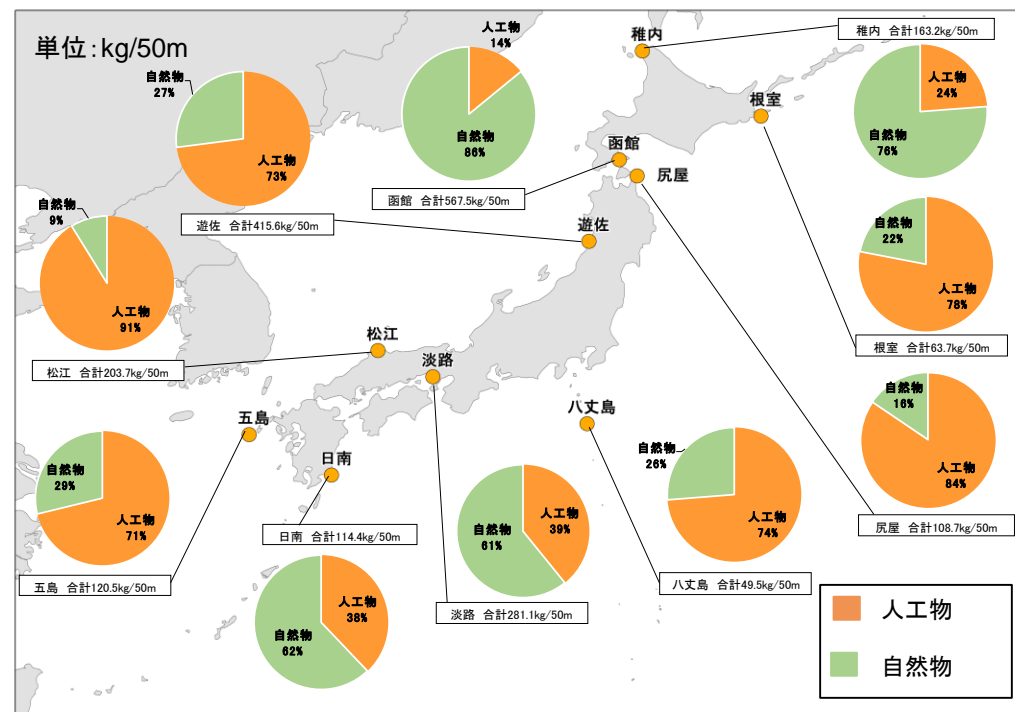 単位:kg/50m
稚内 合計163.2kg/50m
稚内
人工物
14%
自然物
86%
函館 合計567.5kg/50m
自然物
27%
人工物
73%
遊佐 合計415.6kg/50m
人工物
24%
自然物
76%
根室
函館
尻屋
遊佐
自然物
9%
人工物
91%
松江 合計203.7kg/50m
自然物
22%
人工物
78%
根室 合計63.7kg/50m
松江
淡路
五島
八丈島
日南
自然物
16%
人工物
84%
尻屋 合計108.7kg/50m
自然物
29%
人工物
71%
五島 合計120.5kg/50m
日南 合計114.4kg/50m
人工物
38%
自然物
62%
人工物
39%
自然物
61%
淡路 合計281.1kg/50m
自然物
26%
人工物
74%
八丈島 合計49.5kg/50m
人工物
自然物